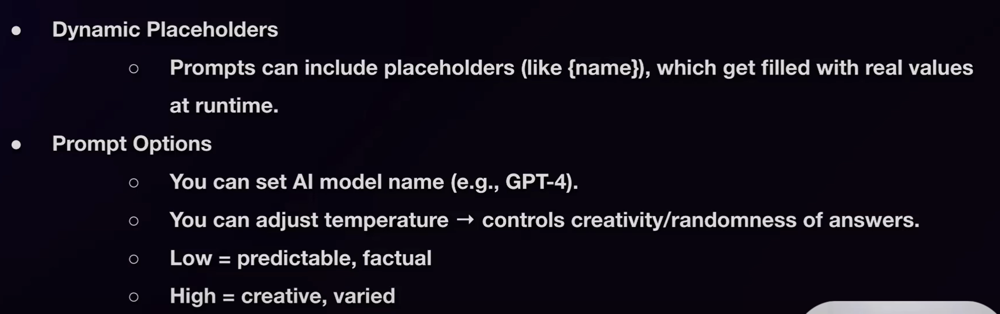 ● Dynamic Placeholders
○ Prompts can include placeholders (like {name}), which get filled with real values
at runtime.
● Prompt Options
○ You can set AI model name (e.g., GPT-4).
○ You can adjust temperature → controls creativity/randomness of answers.
○ Low = predictable, factual
○ High = creative, varied